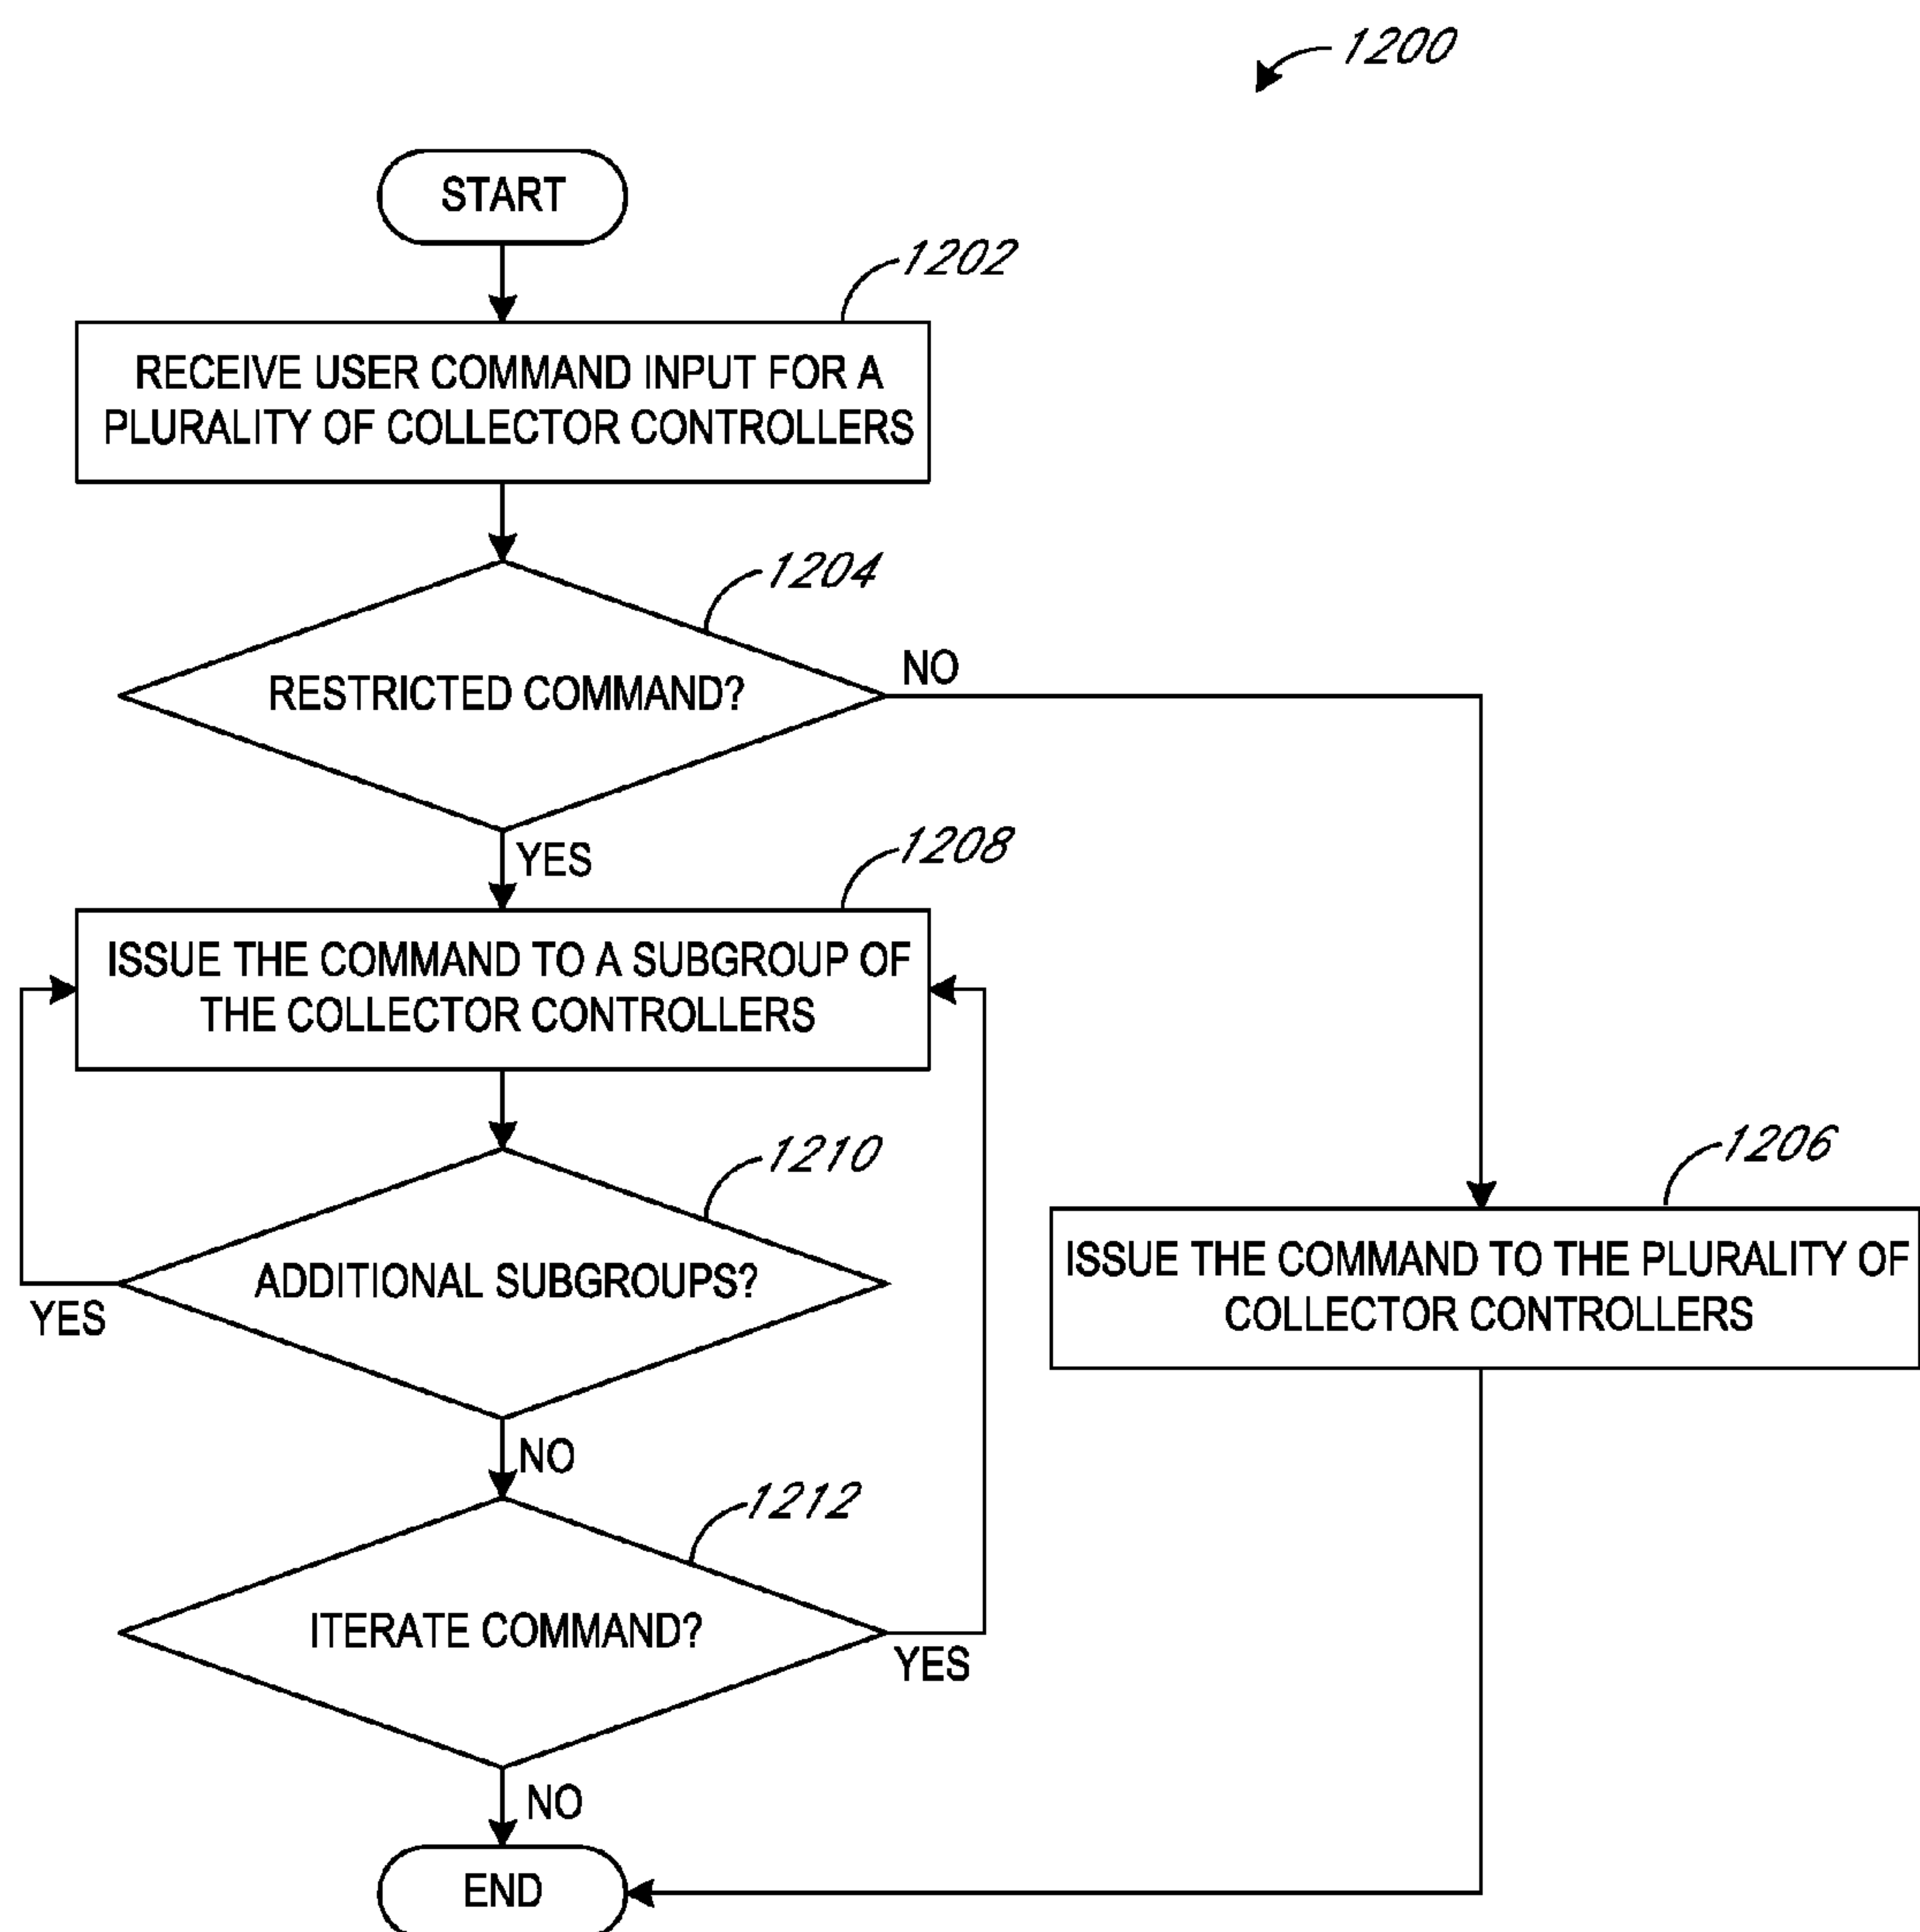 1200
START
1202
RECEIVE USER COMMAND INPUT FOR A
PLURALITY OF COLLECTOR CONTROLLERS
1204
RESTRICTED COMMAND?
NO
YES
1208
ISSUE THE COMMAND TO A SUBGROUP OF
THE COLLECTOR CONTROLLERS
1210
ADDITIONAL SUBGROUPS?
YES
NO
1206
ISSUE THE COMMAND TO THE PLURALITY OF
COLLECTOR CONTROLLERS
1212
ITERATE COMMAND?
YES
NO
END